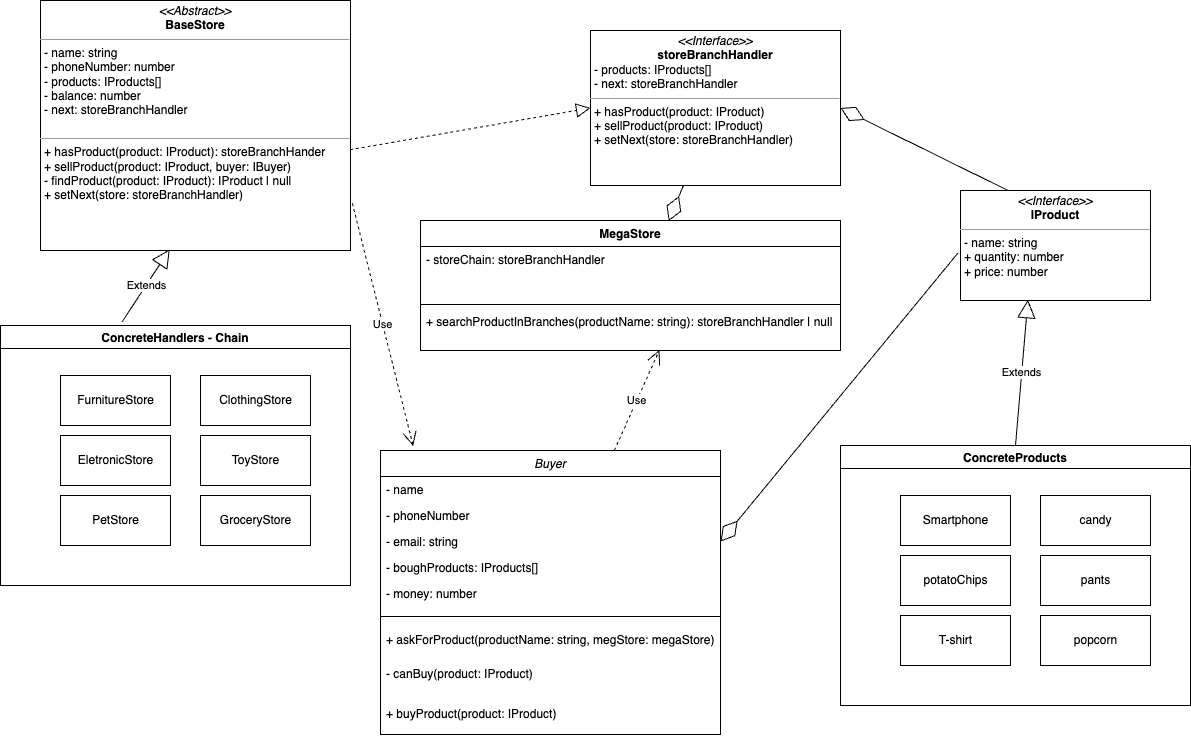 <<Abstract>>
BaseStore
- name: string
- phoneNumber: number
- products: IProducts[]
- balance: number
- next: storeBranchHandler
+ hasProduct(product: IProduct): storeBranchHander
+ sellProduct(product: IProduct, buyer: IBuyer)
- findProduct(product: IProduct): IProduct | null
+ setNext(store: storeBranchHandler)
<<Interface>>
storeBranchHandler
- products: IProducts[]
- next: storeBranchHandler
+ hasProduct(product: IProduct)
+ sellProduct(product: IProduct)
+ setNext(store: storeBranchHandler)
<<Interface>>
IProduct
- name: string
+ quantity: number
+ price: number
MegaStore
- storeChain: storeBranchHandler
+ searchProductInBranches(productName: string): storeBranchHandler | null
Extends
Use
Use
Extends
ConcreteHandlers - Chain
FurnitureStore
ClothingStore
EletronicStore
ToyStore
PetStore
GroceryStore
Buyer
- name
- phoneNumber
- email: string
- boughProducts: IProducts[]
- money: number
+ askForProduct(productName: string, megStore: megaStore)
- canBuy(product: IProduct)
+ buyProduct(product: IProduct)
ConcreteProducts
Smartphone
candy
potatoChips
pants
T-shirt
popcorn